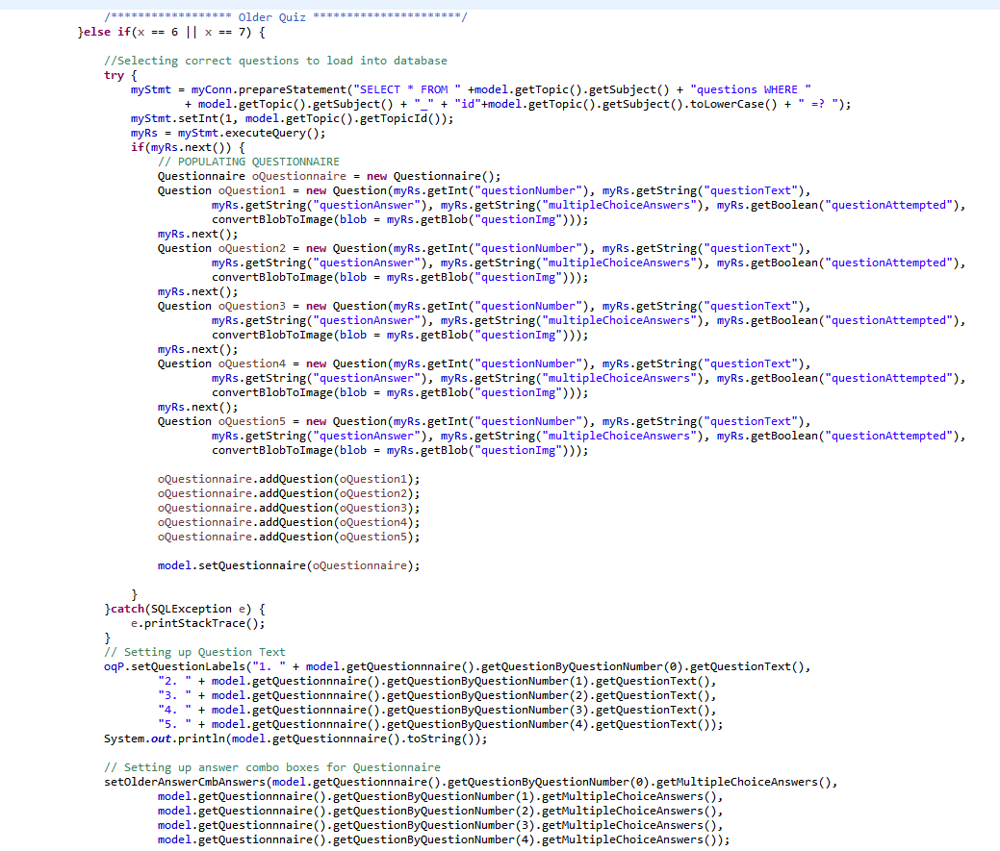 /****************** Older Quiz **********************/
}else if(x == 6 || x == 7) {
//Selecting correct questions to load into database
try {
myStmt = myConn.prepareStatement("SELECT * FROM " +model.getTopic().getSubject() + "questions WHERE "
+ model.getTopic().getSubject() + "_" + "id"+model.getTopic().getSubject().toLowerCase() + " =? ");
myStmt.setInt(1, model.getTopic().getTopicId());
myRs = myStmt.executeQuery();
if(myRs.next()) {
// POPULATING QUESTIONNAIRE
Questionnaire oQuestionnaire = new Questionnaire();
Question oQuestion1 = new Question(myRs.getInt("questionNumber"), myRs.getString("questionText"),
myRs.getString("questionAnswer"), myRs.getString("multipleChoiceAnswers"), myRs.getBoolean("questionAttempted"),
convertBlobToImage(blob = myRs.getBlob("questionImg")));
myRs.next();
Question oQuestion2 = new Question(myRs.getInt("questionNumber"), myRs.getString("questionText"),
myRs.getString("questionAnswer"), myRs.getString("multipleChoiceAnswers"), myRs.getBoolean("questionAttempted"),
convertBlobToImage(blob = myRs.getBlob("questionImg")));
myRs.next();
Question oQuestion3 = new Question(myRs.getInt("questionNumber"), myRs.getString("questionText"),
myRs.getString("questionAnswer"), myRs.getString("multipleChoiceAnswers"), myRs.getBoolean("questionAttempted"),
convertBlobToImage(blob = myRs.getBlob("questionImg")));
myRs.next();
Question oQuestion4 = new Question(myRs.getInt("questionNumber"), myRs.getString("questionText"),
myRs.getString("questionAnswer"), myRs.getString("multipleChoiceAnswers"), myRs.getBoolean("questionAttempted"),
convertBlobToImage(blob = myRs.getBlob("questionImg")));
myRs.next();
Question oQuestion5 = new Question(myRs.getInt("questionNumber"), myRs.getString("questionText"),
myRs.getString("questionAnswer"), myRs.getString("multipleChoiceAnswers"), myRs.getBoolean("questionAttempted"),
convertBlobToImage(blob = myRs.getBlob("questionImg")));
oQuestionnaire.addQuestion(oQuestion1);
oQuestionnaire.addQuestion(oQuestion2);
oQuestionnaire.addQuestion(oQuestion3);
oQuestionnaire.addQuestion(oQuestion4);
oQuestionnaire.addQuestion(oQuestion5);
model.setQuestionnaire(oQuestionnaire);
}
}catch(SQLException e) {
e.printStackTrace();
}
// Setting up Question Text
oqP.setQuestionLabels("1. " + model.getQuestionnnaire().getQuestionByQuestionNumber(0).getQuestionText(),
"2. " + model.getQuestionnnaire().getQuestionByQuestionNumber(1).getQuestionText(),
"3. " + model.getQuestionnnaire().getQuestionByQuestionNumber(2).getQuestionText(),
"4. " + model.getQuestionnnaire().getQuestionByQuestionNumber(3).getQuestionText(),
"5. " + model.getQuestionnnaire().getQuestionByQuestionNumber(4).getQuestionText());
System.out.println(model.getQuestionnnaire().toString());
// Setting up answer combo boxes for Questionnaire
setOlderAnswerCmbAnswers(model.getQuestionnnaire().getQuestionByQuestionNumber(0).getMultipleChoiceAnswers(),
model.getQuestionnnaire().getQuestionByQuestionNumber(1).getMultipleChoiceAnswers(),
model.getQuestionnnaire().getQuestionByQuestionNumber(2).getMultipleChoiceAnswers(),
model.getQuestionnnaire().getQuestionByQuestionNumber(3).getMultipleChoiceAnswers(),
model.getQuestionnnaire().getQuestionByQuestionNumber(4).getMultipleChoiceAnswers());